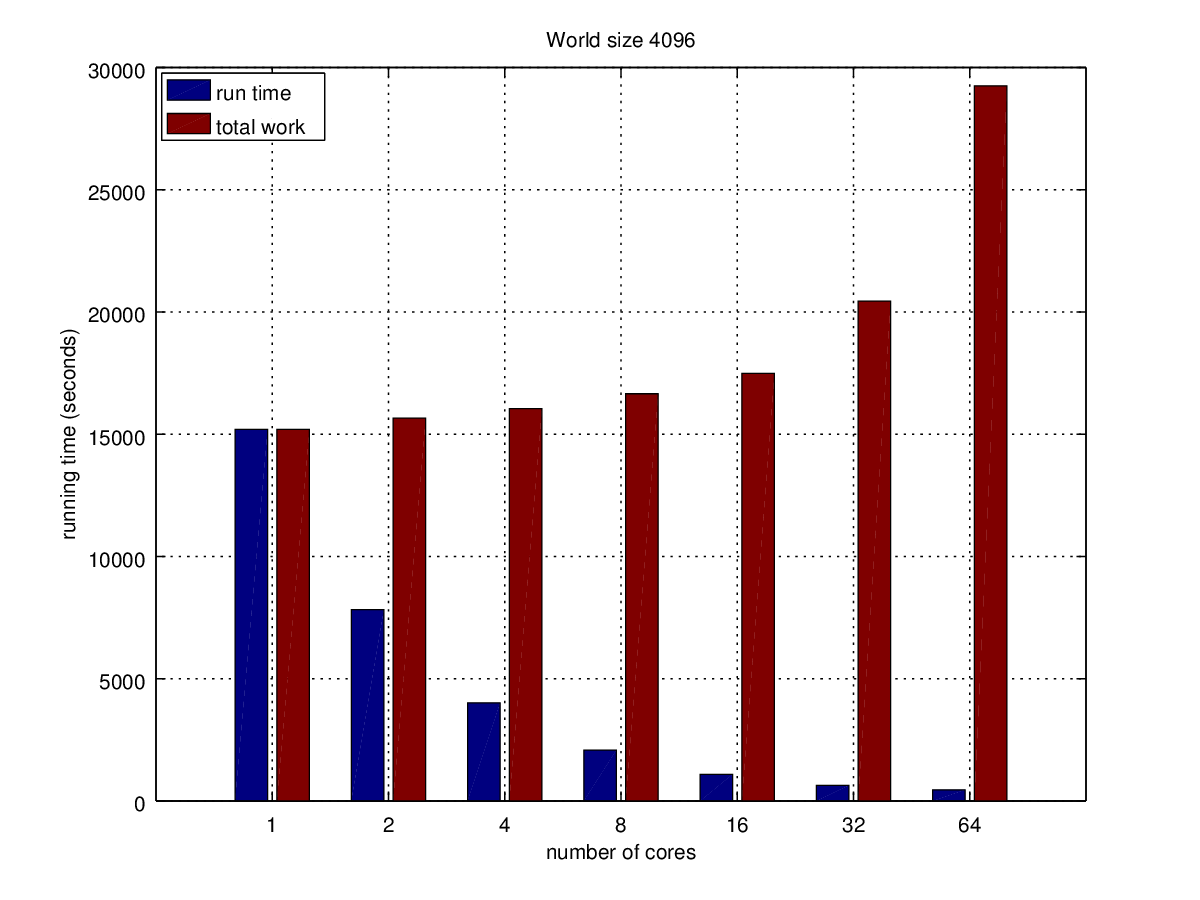 World size 4096
30000
25000
20000
15000
10000
5000
0
running time (seconds)
run time
total work
1 2 4 8 16 32 64
number of cores